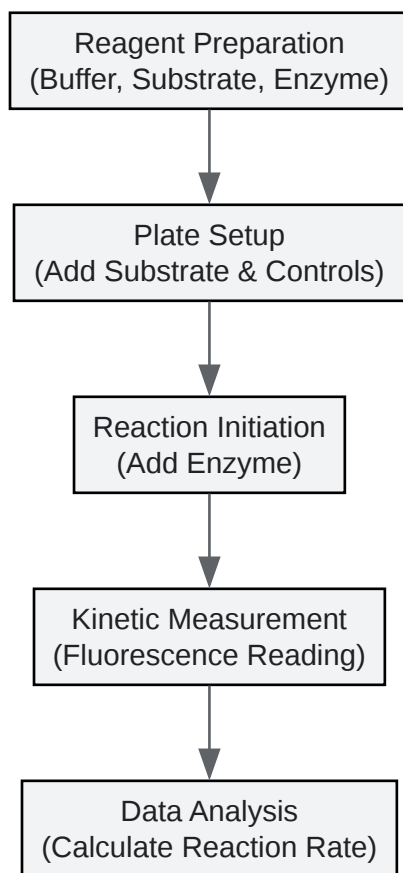 Reagent Preparation
(Buffer, Substrate, Enzyme)
Plate Setup
(Add Substrate & Controls)
Reaction Initiation
(Add Enzyme)
Kinetic Measurement
(Fluorescence Reading)
Data Analysis
(Calculate Reaction Rate)